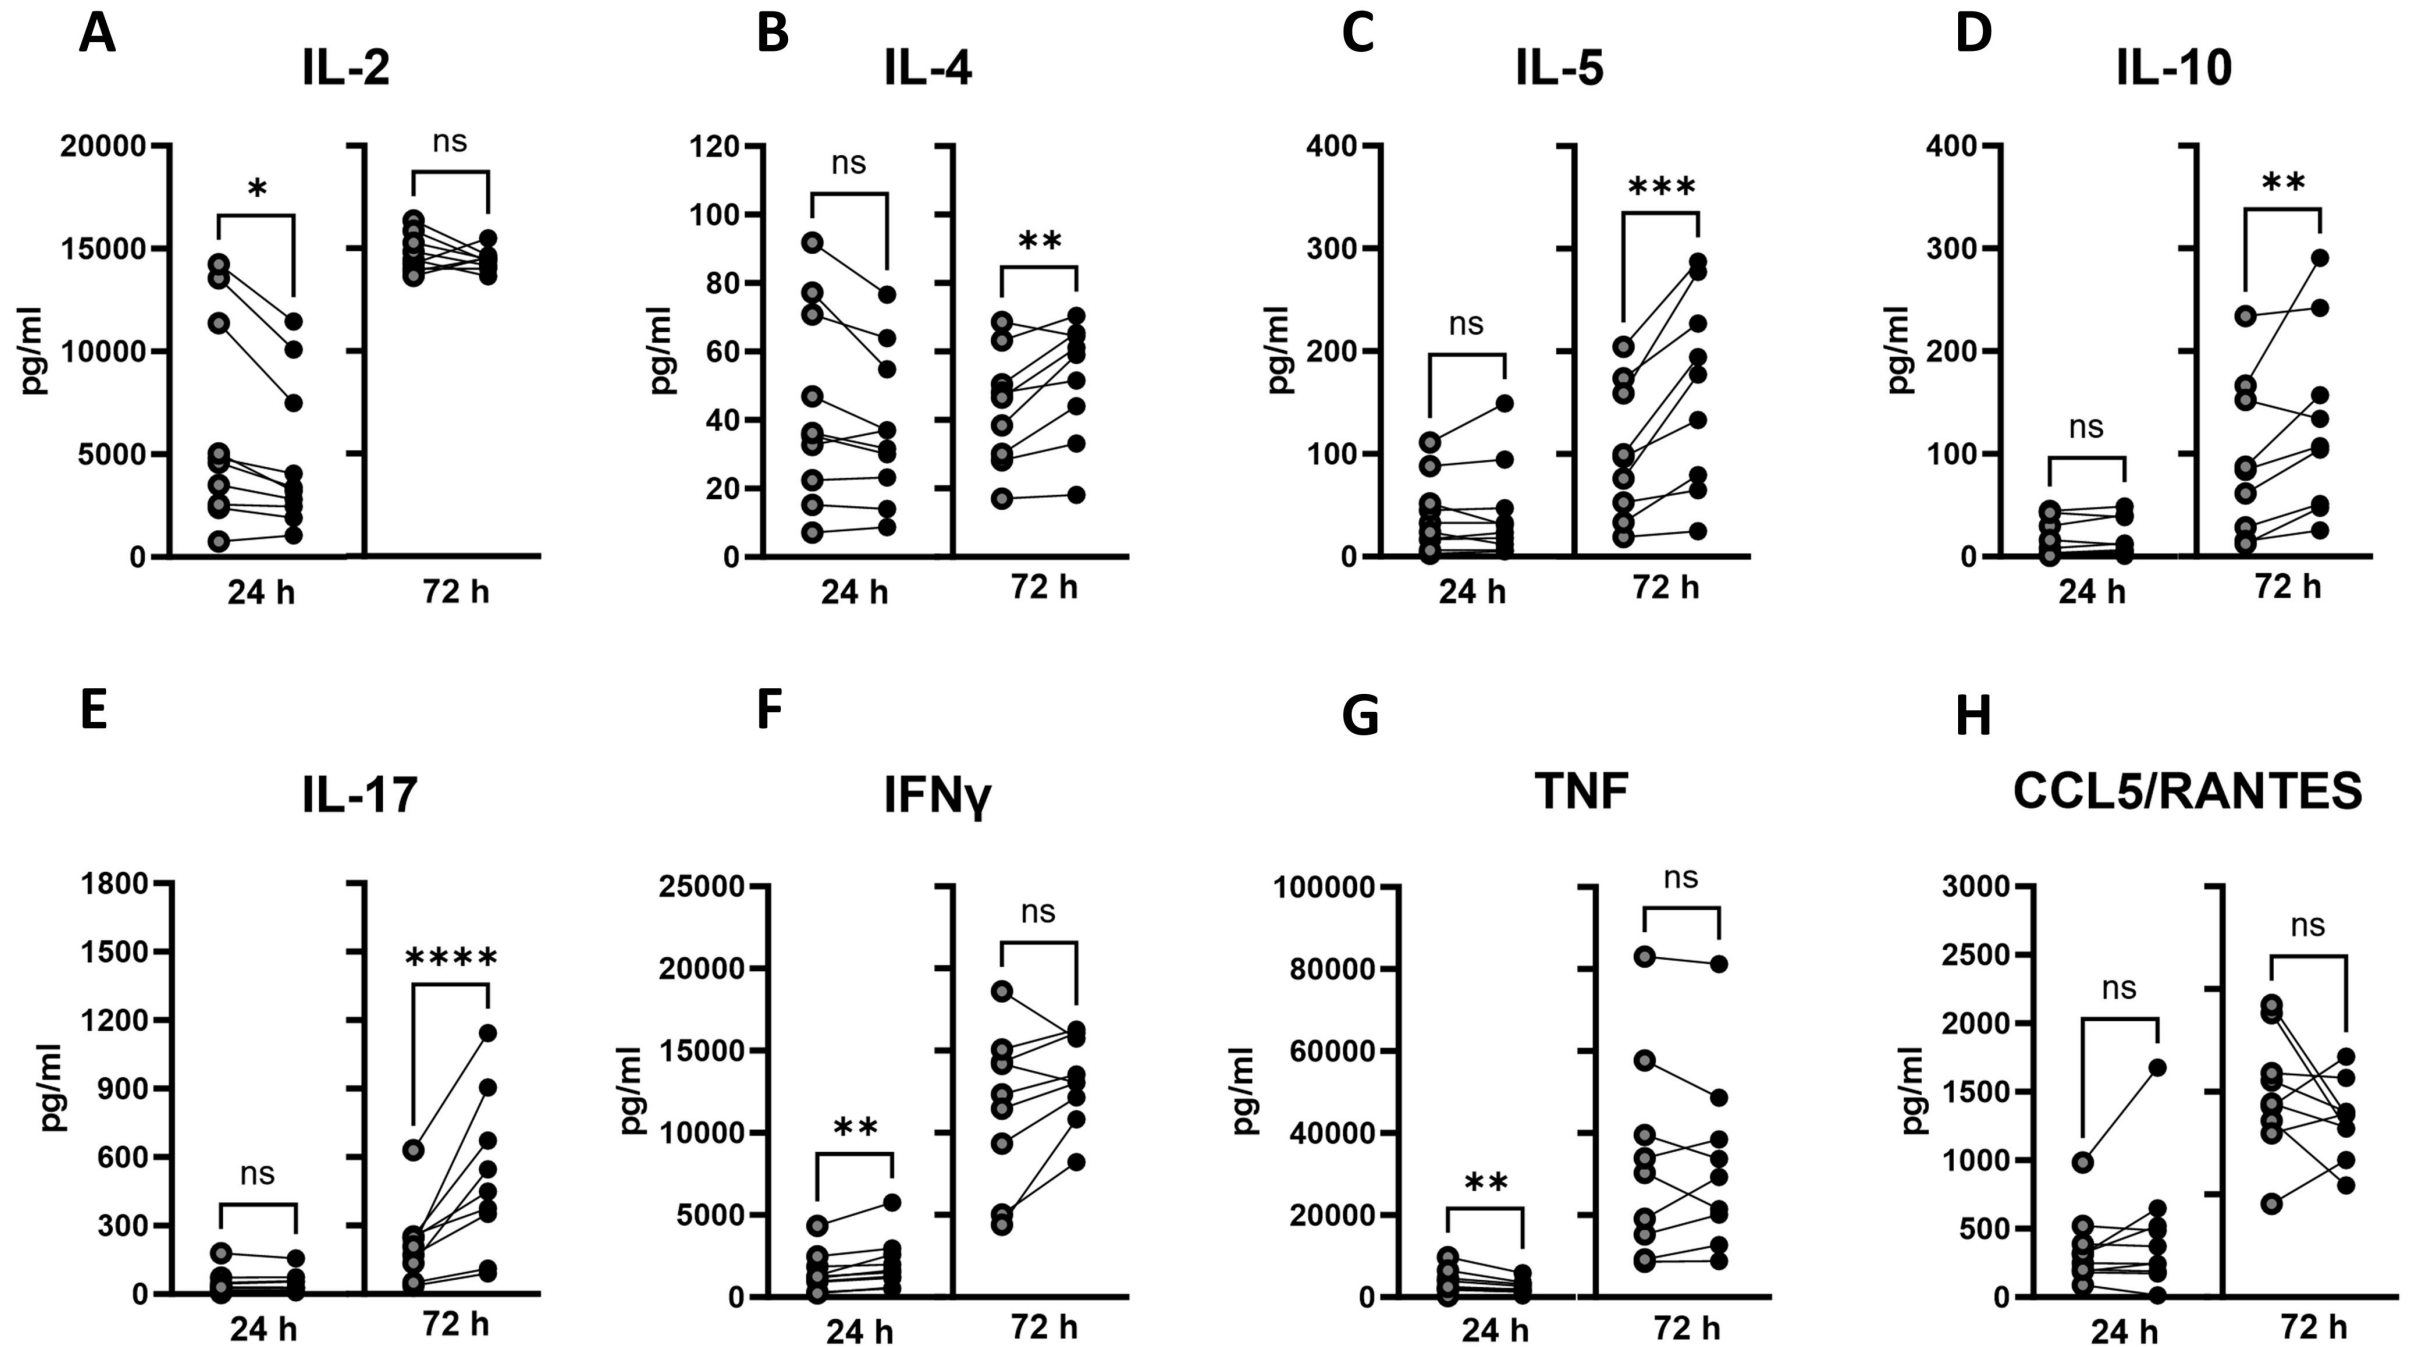 A
IL-2
pg/ml
20000
15000
10000
5000
0
*
ns
24 h
72 h
B
IL-4
pg/ml
120
100
80
60
40
20
0
ns
**
24 h
72 h
C
IL-5
pg/ml
400
300
200
100
0
ns
***
24 h
72 h
D
IL-10
pg/ml
400
300
200
100
0
ns
**
24 h
72 h
E
IL-17
pg/ml
1800
1500
1200
900
600
300
0
ns
****
24 h
72 h
F
IFNγ
pg/ml
25000
20000
15000
10000
5000
0
**
ns
24 h
72 h
G
TNF
pg/ml
100000
80000
60000
40000
20000
0
**
ns
24 h
72 h
H
CCL5/RANTES
pg/ml
3000
2500
2000
1500
1000
500
0
ns
ns
24 h
72 h